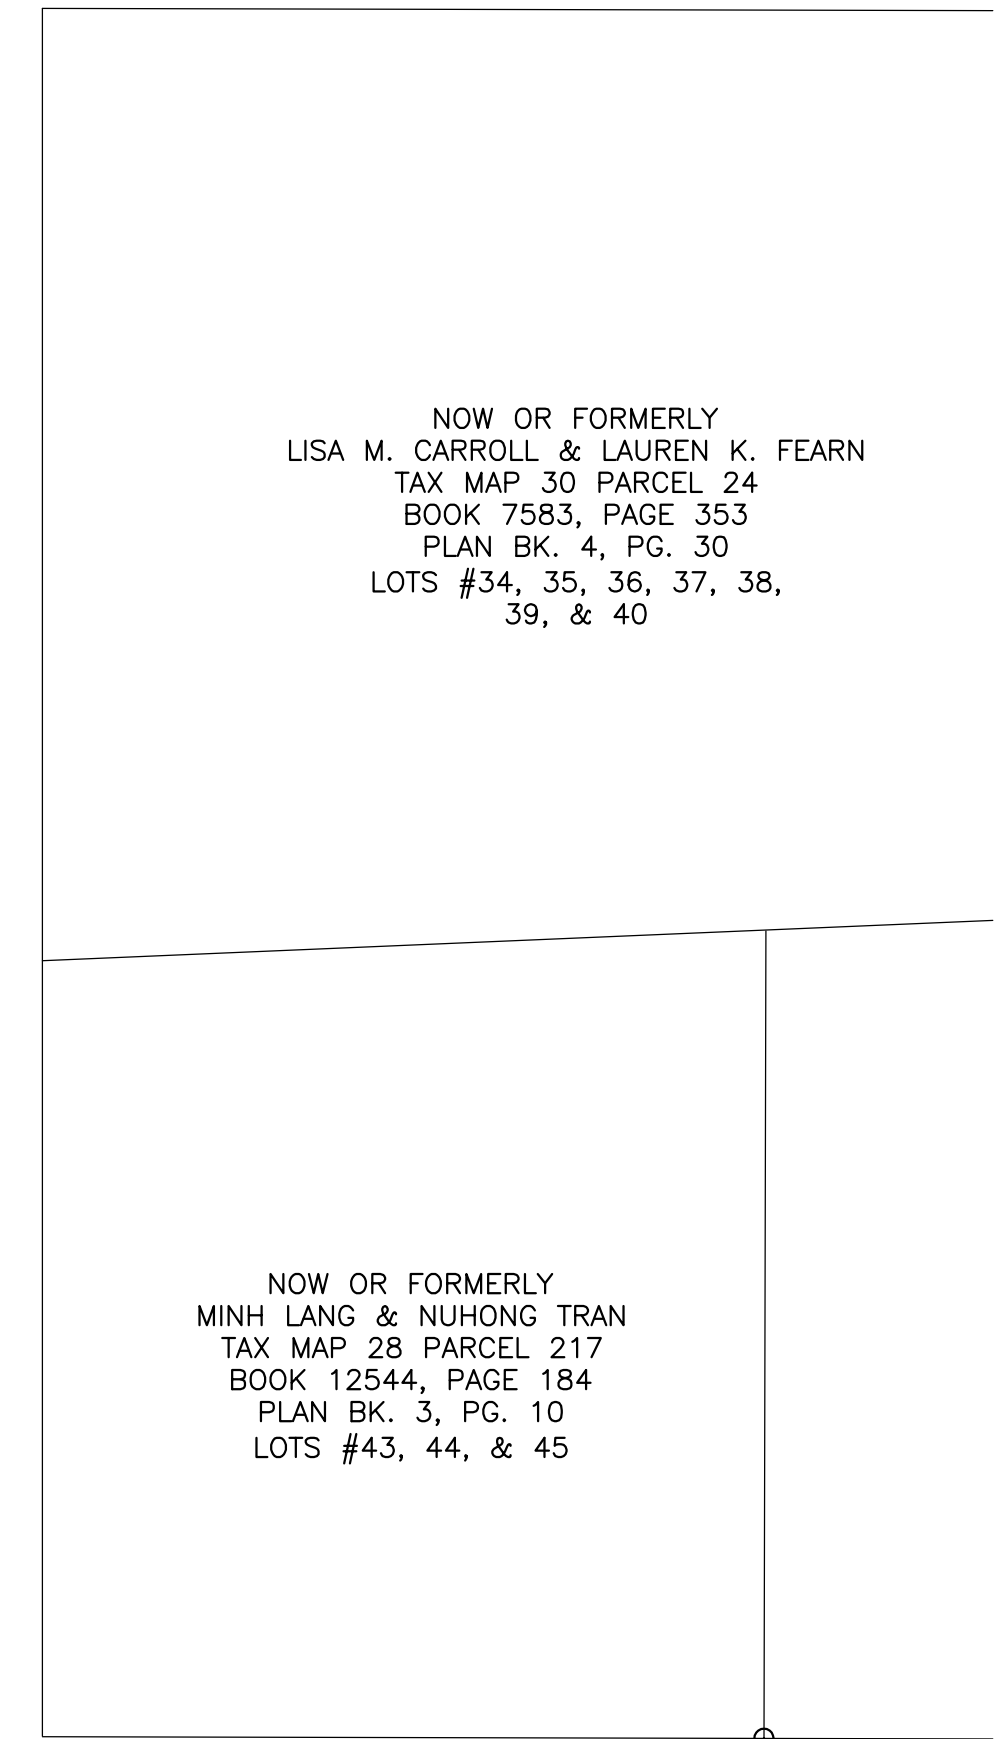 NOW OR FORMERLY
LISA M. CARROLL & LAUREN K. FEARN
TAX MAP 30 PARCEL 24
BOOK 7583, PAGE 353
PLAN BK. 4, PG. 30
LOTS #34, 35, 36, 37, 38,
39, & 40
NOW OR FORMERLY
MINH LANG & NUHONG TRAN
TAX MAP 28 PARCEL 217
BOOK 12544, PAGE 184
PLAN BK. 3, PG. 10
LOTS #43, 44, & 45